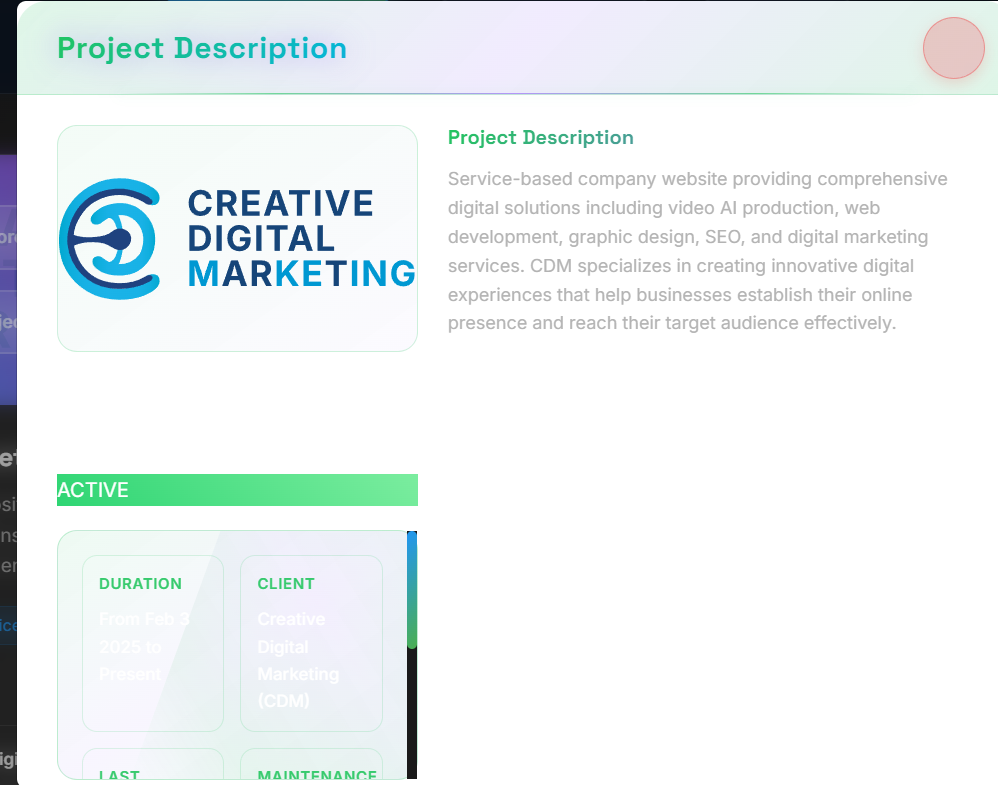 Project Description
CREATIVE
DIGITAL
MARKETING
Project Description
Service-based company website providing comprehensive
digital solutions including video AI production, web
development, graphic design, SEO, and digital marketing
services. CDM specializes in creating innovative digital
experiences that help businesses establish their online
presence and reach their target audience effectively.
ACTIVE
DURATION
From Feb 3
2025 to
Present
CLIENT
Creative
Digital
Marketing
(CDM)
LAST
MAINTENANCE